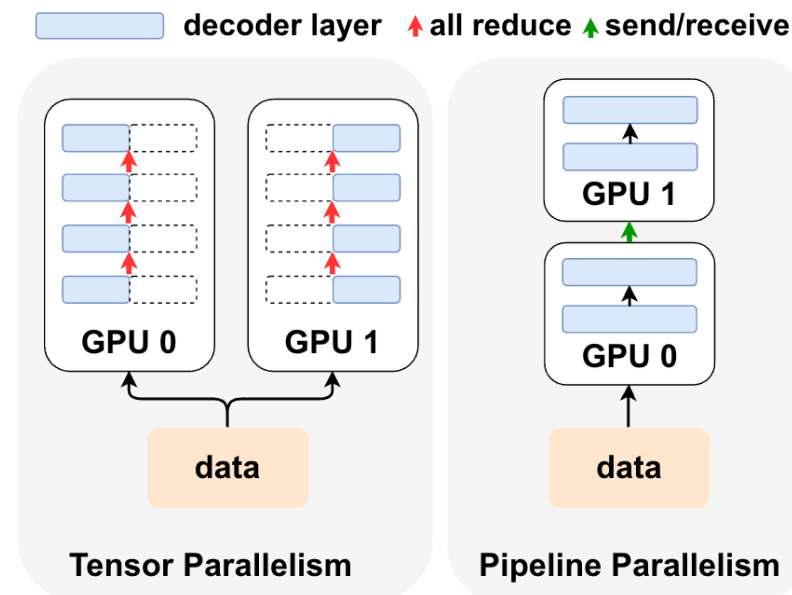 decoder layer all reduce send/receive
GPU 0
GPU 1
data
Tensor Parallelism
GPU 1
GPU 0
data
Pipeline Parallelism